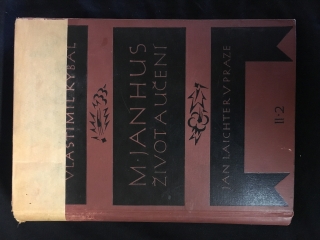 VLASTIMIL KYBAL
M·JAN HUS
ŽIVOT A UČENÍ
JAN LAICHTER V PRAZE
II·2